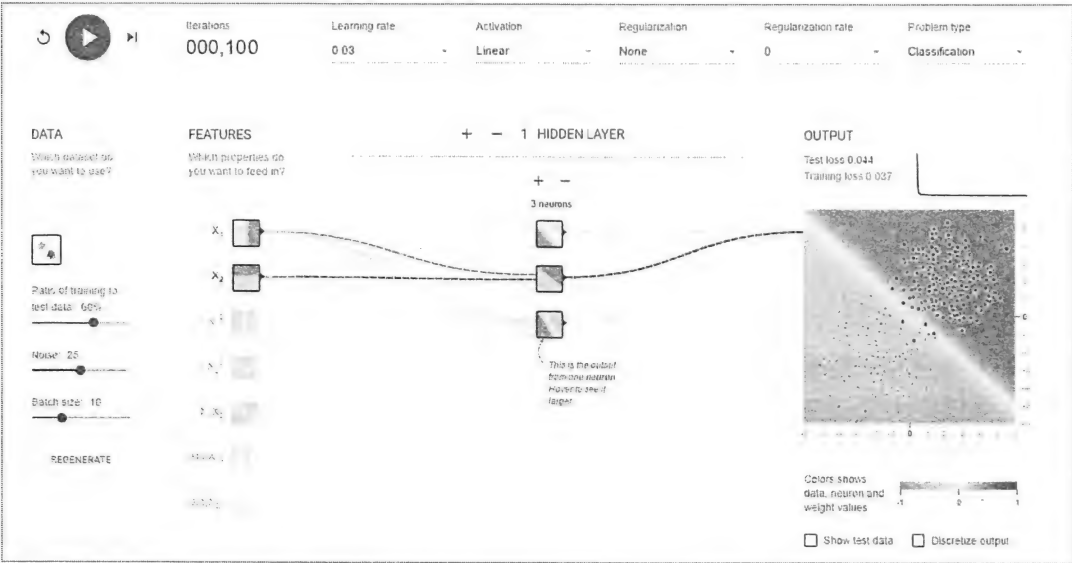 Iterations
000,100
Learning rate
0.03
Activation
Linear
Regularization
None
Regularization rate
0
Problem type
Classification
DATA
Which dataset do
you want to use?
Ratio of training to
test data: 60%
Noise: 25
Batch size: 10
REGENERATE
FEATURES
Which properties do
you want to feed in?
X₁
X₂
+ − 1 HIDDEN LAYER
+ −
3 neurons
This is the output
from one neuron.
Hover to see it
larger.
OUTPUT
Test loss 0.044
Training loss 0.037
0
0
Colors shows
data, neuron and
weight values
-1 0 1
Show test data
Discretize output